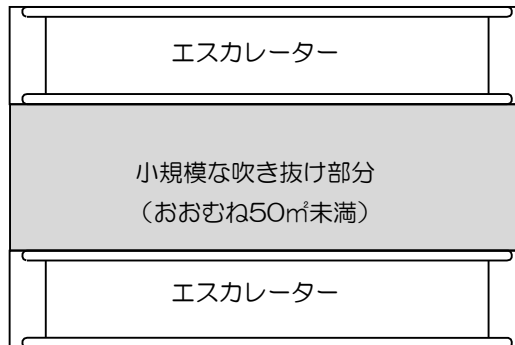 エスカレーター
小規模な吹き抜け部分
（おおむね50㎡未満）
エスカレーター